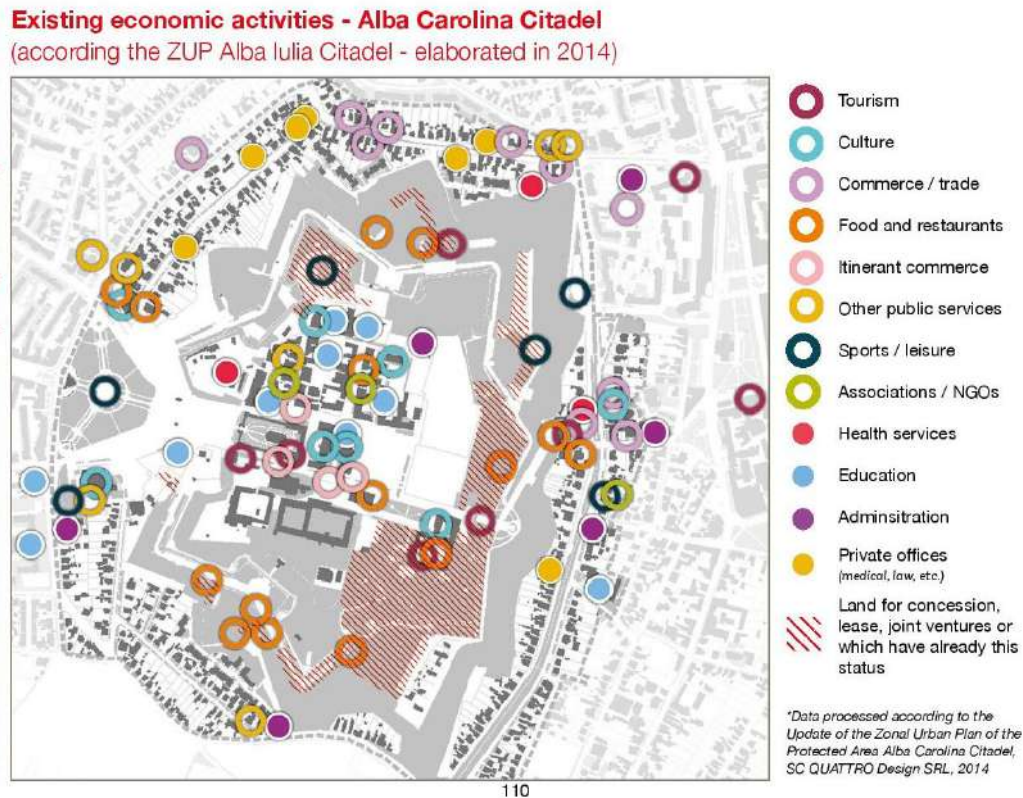 Existing economic activities - Alba Carolina Citadel
(according the ZUP Alba Iulia Citadel - elaborated in 2014)
Tourism
Culture
Commerce / trade
Food and restaurants
Itinerant commerce
Other public services
Sports / leisure
Associations / NGOs
Health services
Education
Adminsitration
Private offices
(medical, law, etc.)
Land for concession,
lease, joint ventures or
which have already this
status
*Data processed according to the
Update of the Zonal Urban Plan of the
Protected Area Alba Carolina Citadel,
SC QUATTRO Design SRL, 2014
110